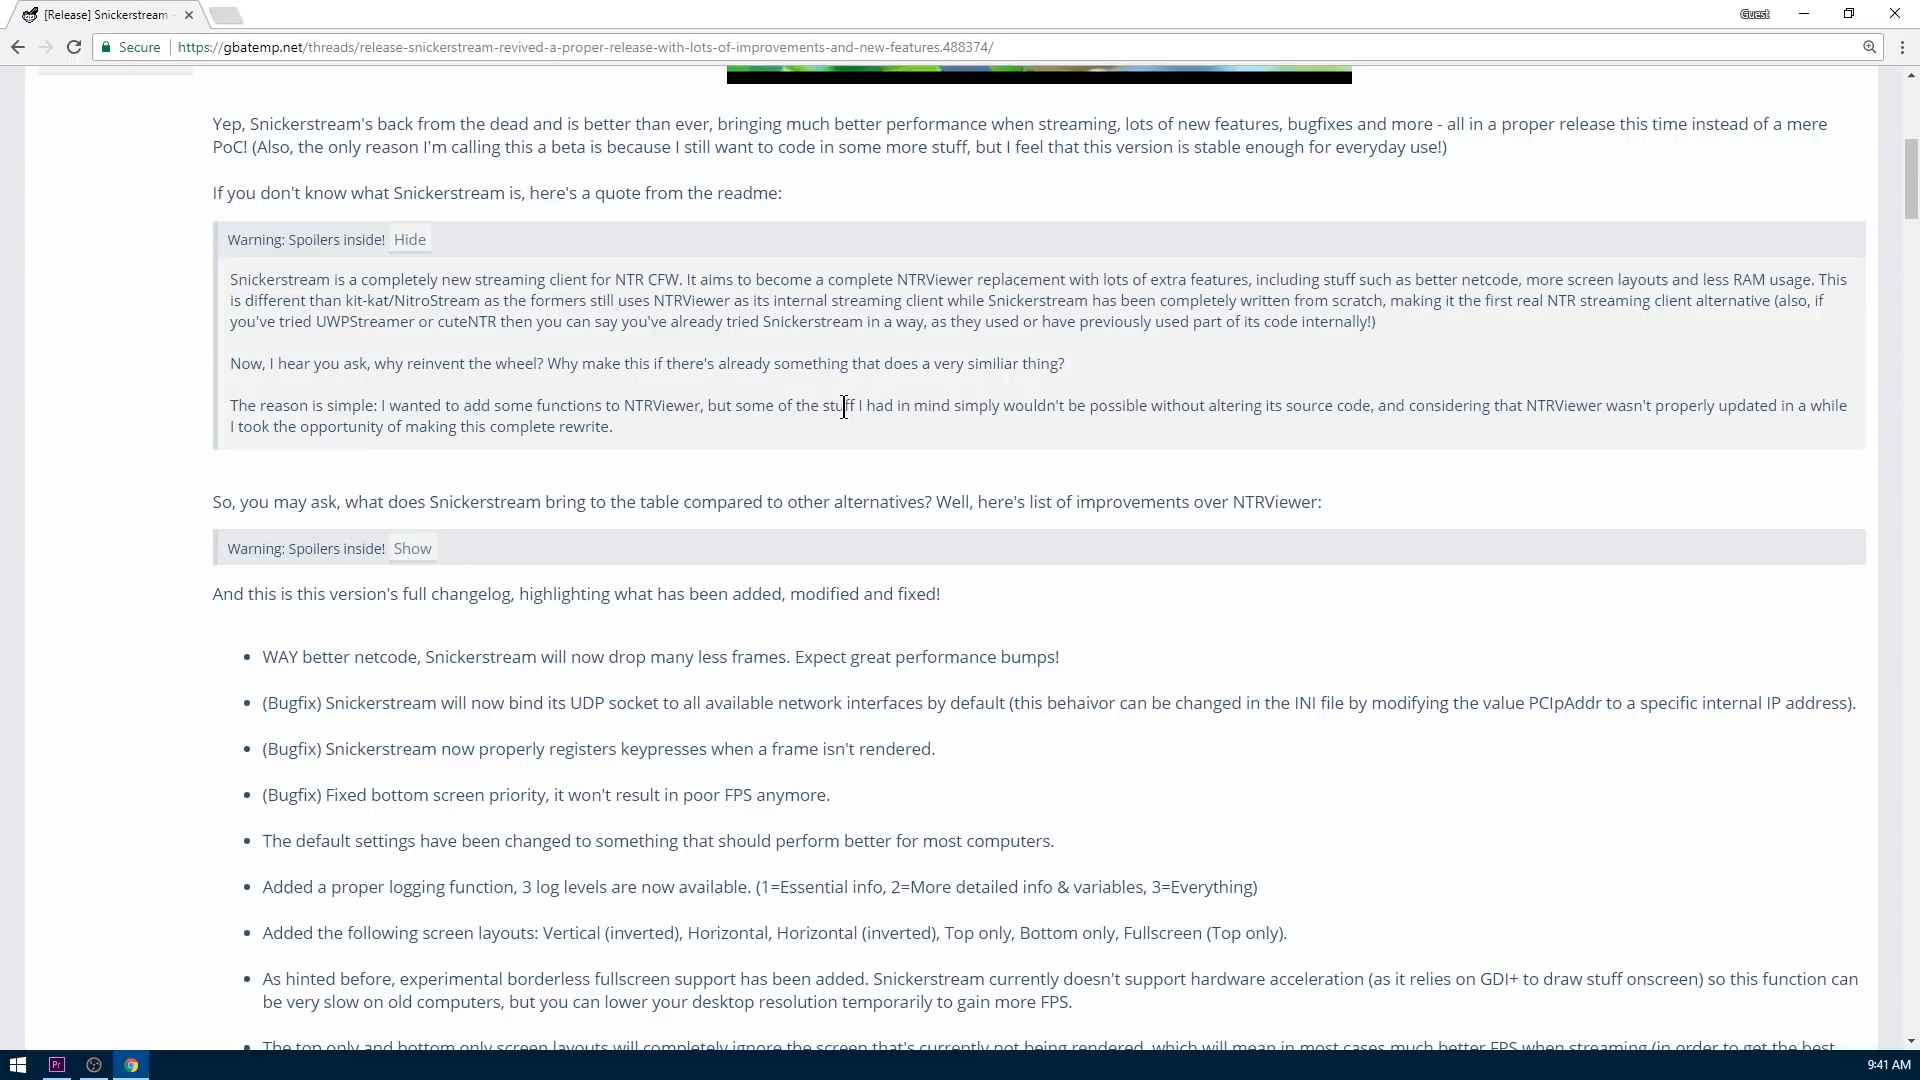 [Release] Snickerstream
Guest
Secure
https://gbatemp.net/threads/release-snickerstream-revived-a-proper-release-with-lots-of-improvements-and-new-features.488374/
Yep, Snickerstream's back from the dead and is better than ever, bringing much better performance when streaming, lots of new features, bugfixes and more - all in a proper release this time instead of a mere
PoC! (Also, the only reason I'm calling this a beta is because I still want to code in some more stuff, but I feel that this version is stable enough for everyday use!)
If you don't know what Snickerstream is, here's a quote from the readme:
Warning: Spoilers inside! Hide
Snickerstream is a completely new streaming client for NTR CFW. It aims to become a complete NTRViewer replacement with lots of extra features, including stuff such as better netcode, more screen layouts and less RAM usage. This
is different than kit-kat/NitroStream as the formers still uses NTRViewer as its internal streaming client while Snickerstream has been completely written from scratch, making it the first real NTR streaming client alternative (also, if
you've tried UWPStreamer or cuteNTR then you can say you've already tried Snickerstream in a way, as they used or have previously used part of its code internally!)
Now, I hear you ask, why reinvent the wheel? Why make this if there's already something that does a very similiar thing?
The reason is simple: I wanted to add some functions to NTRViewer, but some of the stuff I had in mind simply wouldn't be possible without altering its source code, and considering that NTRViewer wasn't properly updated in a while
I took the opportunity of making this complete rewrite.
So, you may ask, what does Snickerstream bring to the table compared to other alternatives? Well, here's list of improvements over NTRViewer:
Warning: Spoilers inside! Show
And this is this version's full changelog, highlighting what has been added, modified and fixed!
• WAY better netcode, Snickerstream will now drop many less frames. Expect great performance bumps!
• (Bugfix) Snickerstream will now bind its UDP socket to all available network interfaces by default (this behaivor can be changed in the INI file by modifying the value PCIpAddr to a specific internal IP address).
• (Bugfix) Snickerstream now properly registers keypresses when a frame isn't rendered.
• (Bugfix) Fixed bottom screen priority, it won't result in poor FPS anymore.
• The default settings have been changed to something that should perform better for most computers.
• Added a proper logging function, 3 log levels are now available. (1=Essential info, 2=More detailed info & variables, 3=Everything)
• Added the following screen layouts: Vertical (inverted), Horizontal, Horizontal (inverted), Top only, Bottom only, Fullscreen (Top only).
• As hinted before, experimental borderless fullscreen support has been added. Snickerstream currently doesn't support hardware acceleration (as it relies on GDI+ to draw stuff onscreen) so this function can
be very slow on old computers, but you can lower your desktop resolution temporarily to gain more FPS.
• The top only and bottom only screen layouts will completely ignore the screen that's currently not being rendered, which will mean in most cases much better FPS when streaming (in order to get the best
Pr
9:41 AM